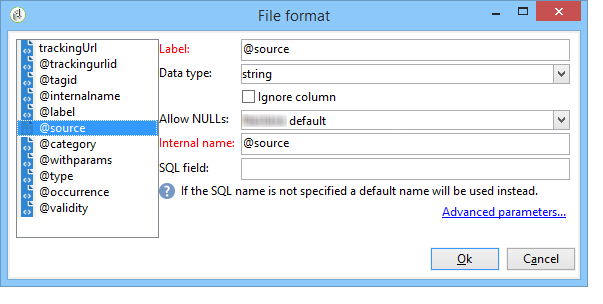 File format
trackingUrl
@trackingurlid
@tagid
@internalname
@label
@source
@category
@withparams
@type
@occurrence
@validity
Label: @source
Data type: string
Ignore column
Allow NULLs: default
Internal name: @source
SQL field:
? If the SQL name is not specified a default name will be used instead.
Advanced parameters...
Ok Cancel